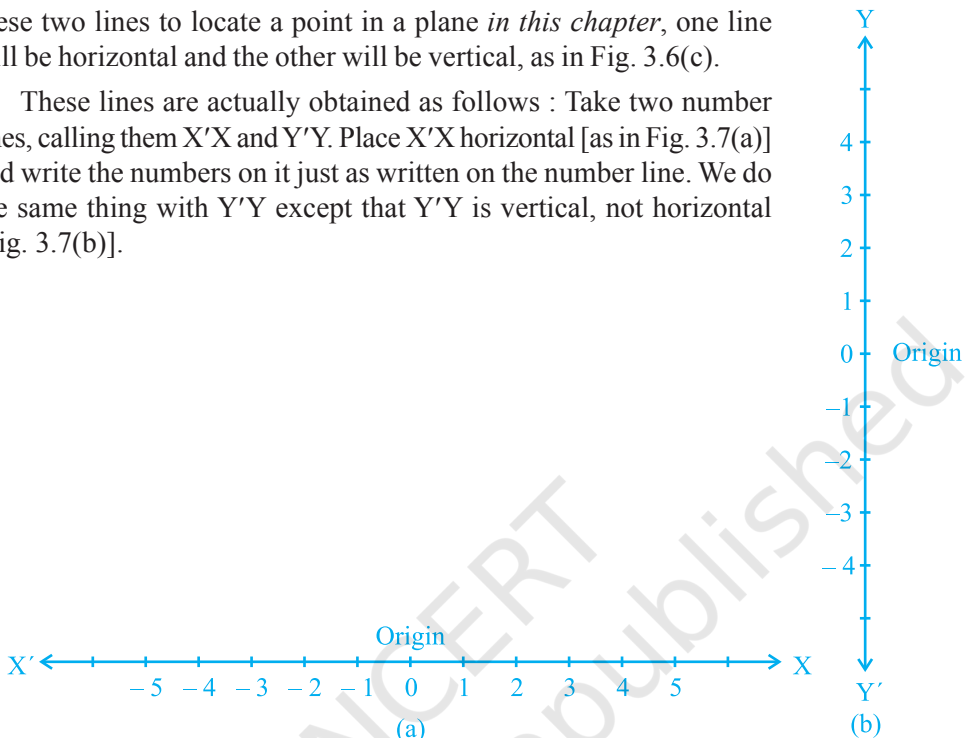 ese two lines to locate a point in a plane in this chapter, one line
ill be horizontal and the other will be vertical, as in Fig. 3.6(c).
These lines are actually obtained as follows : Take two number
nes, calling them X′X and Y′Y. Place X′X horizontal [as in Fig. 3.7(a)]
d write the numbers on it just as written on the number line. We do
e same thing with Y′Y except that Y′Y is vertical, not horizontal
ig. 3.7(b)].
Y
4
3
2
1
0 Origin
–1
–2
–3
– 4
Y′
(b)
Origin
X′ X
– 5 – 4 – 3 – 2 – 1 0 1 2 3 4 5
(a)
NCERT
republished